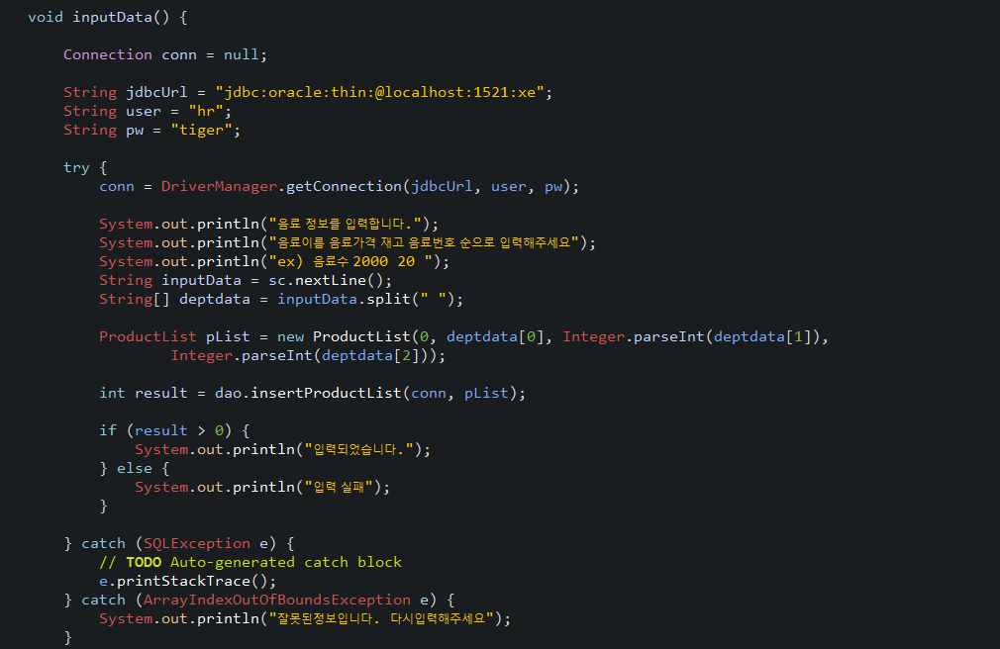 void inputData() {
Connection conn = null;
String jdbcUrl = "jdbc:oracle:thin:@localhost:1521:xe";
String user = "hr";
String pw = "tiger";
try {
conn = DriverManager.getConnection(jdbcUrl, user, pw);
System.out.println("음료 정보를 입력합니다.");
System.out.println("음료이름 음료가격 재고 음료번호 순으로 입력해주세요");
System.out.println("ex) 음료수 2000 20 ");
String inputData = sc.nextLine();
String[] deptdata = inputData.split(" ");
ProductList pList = new ProductList(0, deptdata[0], Integer.parseInt(deptdata[1]),
Integer.parseInt(deptdata[2]));
int result = dao.insertProductList(conn, pList);
if (result > 0) {
System.out.println("입력되었습니다.");
} else {
System.out.println("입력 실패");
}
} catch (SQLException e) {
// TODO Auto-generated catch block
e.printStackTrace();
} catch (ArrayIndexOutOfBoundsException e) {
System.out.println("잘못된정보입니다. 다시입력해주세요");
}